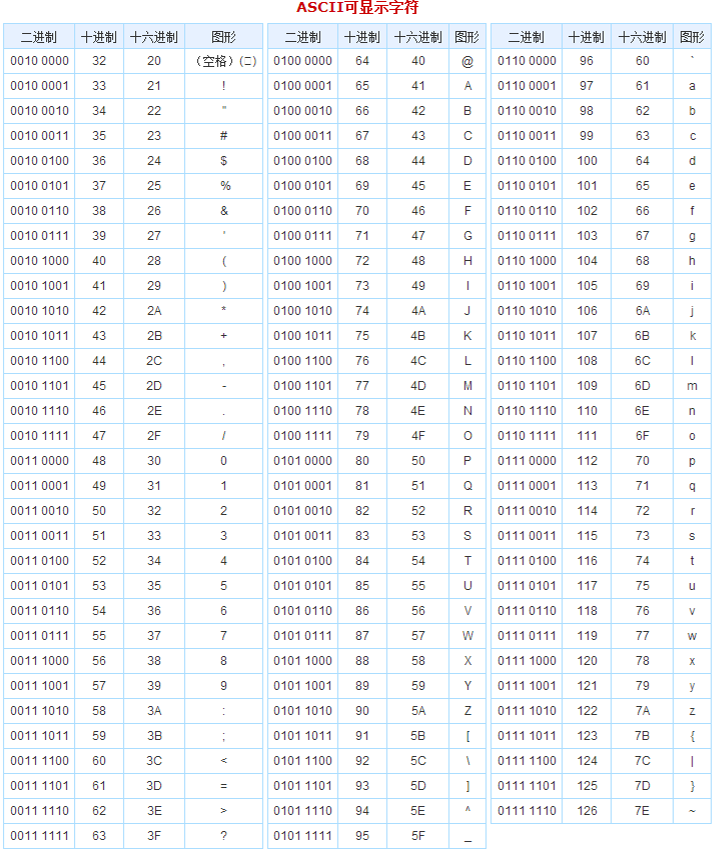 ASCII可显示字符
二进制 十进制 十六进制 图形 二进制 十进制 十六进制 图形 二进制 十进制 十六进制 图形
0010 0000 32 20 (空格)(␠) 0100 0000 64 40 @ 0110 0000 96 60 `
0010 0001 33 21 ! 0100 0001 65 41 A 0110 0001 97 61 a
0010 0010 34 22 " 0100 0010 66 42 B 0110 0010 98 62 b
0010 0011 35 23 # 0100 0011 67 43 C 0110 0011 99 63 c
0010 0100 36 24 $ 0100 0100 68 44 D 0110 0100 100 64 d
0010 0101 37 25 % 0100 0101 69 45 E 0110 0101 101 65 e
0010 0110 38 26 & 0100 0110 70 46 F 0110 0110 102 66 f
0010 0111 39 27 ' 0100 0111 71 47 G 0110 0111 103 67 g
0010 1000 40 28 ( 0100 1000 72 48 H 0110 1000 104 68 h
0010 1001 41 29 ) 0100 1001 73 49 I 0110 1001 105 69 i
0010 1010 42 2A * 0100 1010 74 4A J 0110 1010 106 6A j
0010 1011 43 2B + 0100 1011 75 4B K 0110 1011 107 6B k
0010 1100 44 2C , 0100 1100 76 4C L 0110 1100 108 6C l
0010 1101 45 2D - 0100 1101 77 4D M 0110 1101 109 6D m
0010 1110 46 2E . 0100 1110 78 4E N 0110 1110 110 6E n
0010 1111 47 2F / 0100 1111 79 4F O 0110 1111 111 6F o
0011 0000 48 30 0 0101 0000 80 50 P 0111 0000 112 70 p
0011 0001 49 31 1 0101 0001 81 51 Q 0111 0001 113 71 q
0011 0010 50 32 2 0101 0010 82 52 R 0111 0010 114 72 r
0011 0011 51 33 3 0101 0011 83 53 S 0111 0011 115 73 s
0011 0100 52 34 4 0101 0100 84 54 T 0111 0100 116 74 t
0011 0101 53 35 5 0101 0101 85 55 U 0111 0101 117 75 u
0011 0110 54 36 6 0101 0110 86 56 V 0111 0110 118 76 v
0011 0111 55 37 7 0101 0111 87 57 W 0111 0111 119 77 w
0011 1000 56 38 8 0101 1000 88 58 X 0111 1000 120 78 x
0011 1001 57 39 9 0101 1001 89 59 Y 0111 1001 121 79 y
0011 1010 58 3A : 0101 1010 90 5A Z 0111 1010 122 7A z
0011 1011 59 3B ; 0101 1011 91 5B [ 0111 1011 123 7B {
0011 1100 60 3C < 0101 1100 92 5C \ 0111 1100 124 7C |
0011 1101 61 3D = 0101 1101 93 5D ] 0111 1101 125 7D }
0011 1110 62 3E > 0101 1110 94 5E ^ 0111 1110 126 7E ~
0011 1111 63 3F ? 0101 1111 95 5F _